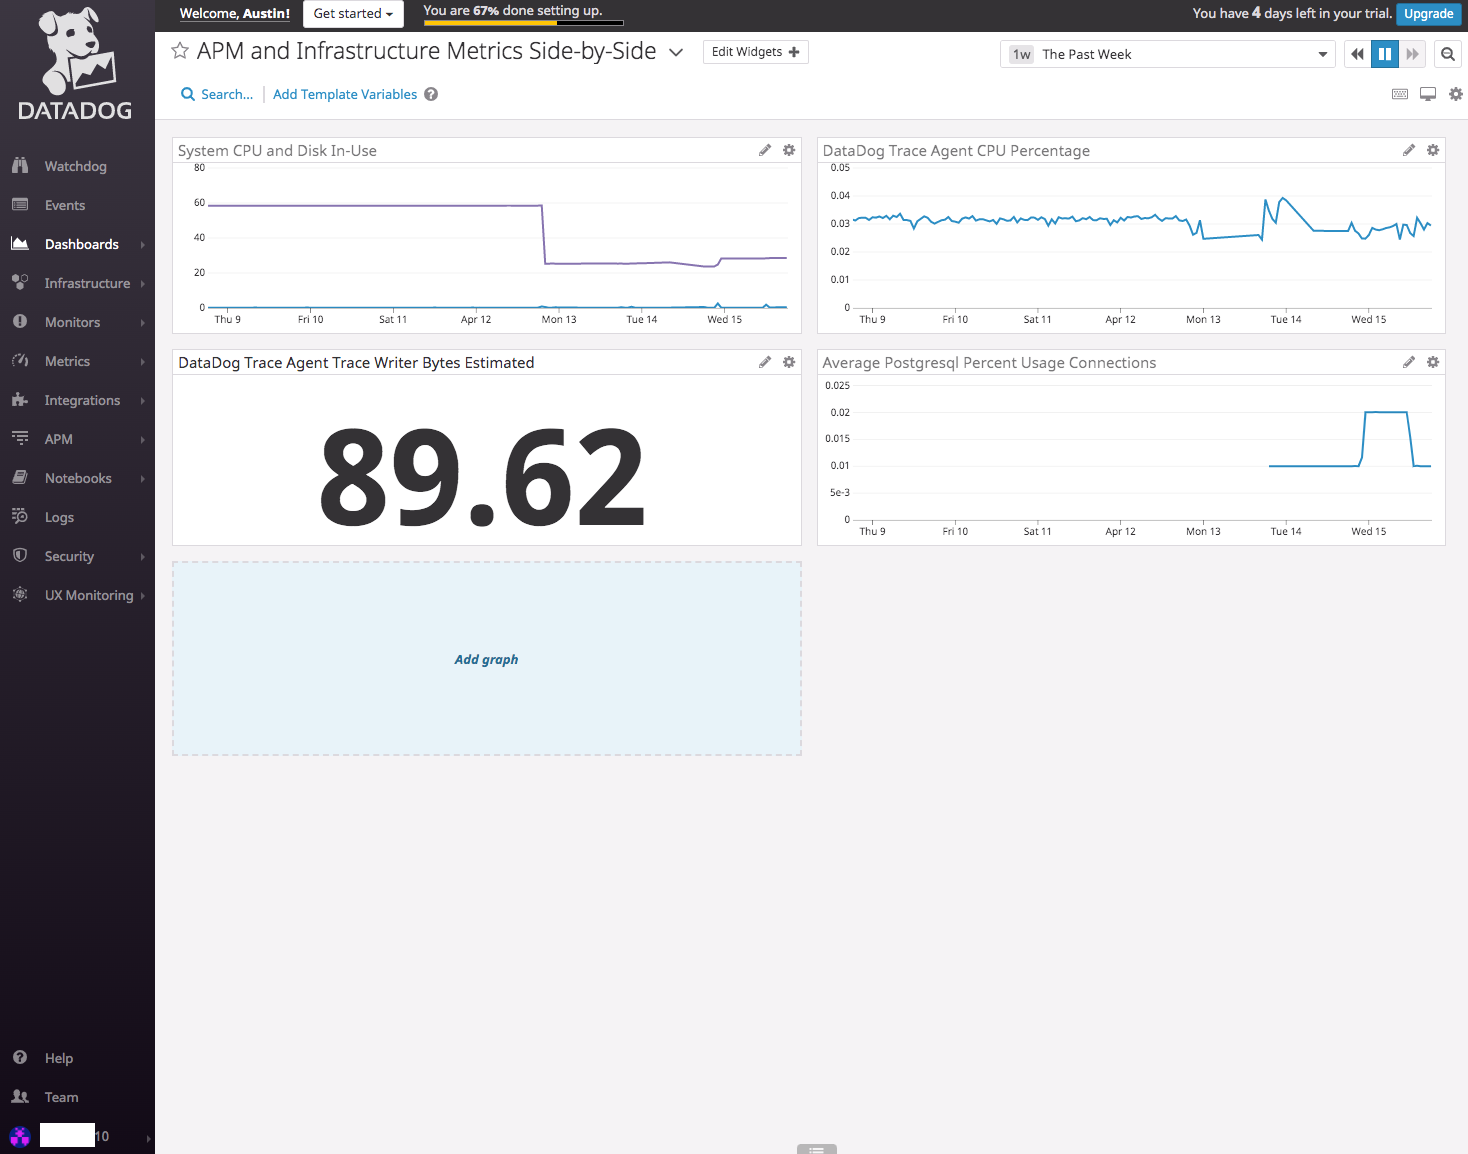 Welcome, Austin!
Get started
You are 67% done setting up.
You have 4 days left in your trial.
Upgrade
DATADOG
Watchdog
Events
Dashboards
Infrastructure
Monitors
Metrics
Integrations
APM
Notebooks
Logs
Security
UX Monitoring
Help
Team
10
APM and Infrastructure Metrics Side-by-Side
Edit Widgets
1w The Past Week
Search...
Add Template Variables
System CPU and Disk In-Use
80
60
40
20
0
Thu 9 Fri 10 Sat 11 Apr 12 Mon 13 Tue 14 Wed 15
DataDog Trace Agent CPU Percentage
0.05
0.04
0.03
0.02
0.01
0
Thu 9 Fri 10 Sat 11 Apr 12 Mon 13 Tue 14 Wed 15
DataDog Trace Agent Trace Writer Bytes Estimated
89.62
Average Postgresql Percent Usage Connections
0.025
0.02
0.015
0.01
5e-3
0
Thu 9 Fri 10 Sat 11 Apr 12 Mon 13 Tue 14 Wed 15
Add graph